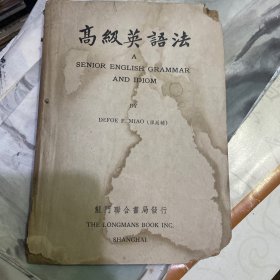 高級英語法
A
SENIOR ENGLISH GRAMMAR
AND IDIOM
BY
DEFOE F. MIAO
龍門聯合書局發行
THE LONGMANS BOOK INC.
SHANGHAI